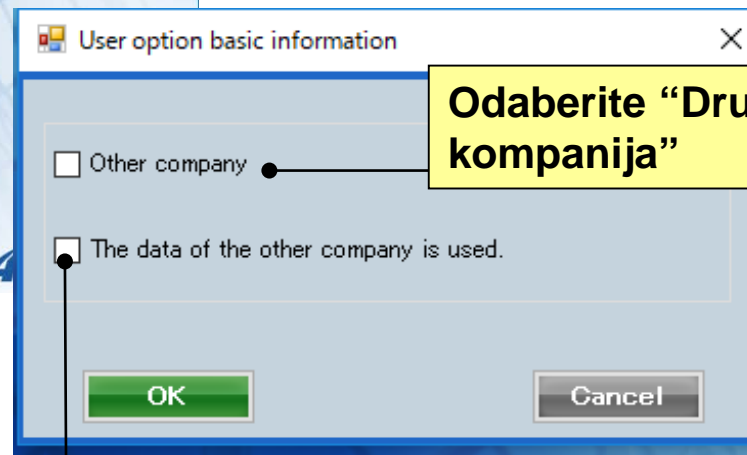 User option basic information
Odaberite “Dru
kompanija”
Other company
The data of the other company is used.
OK
Cancel